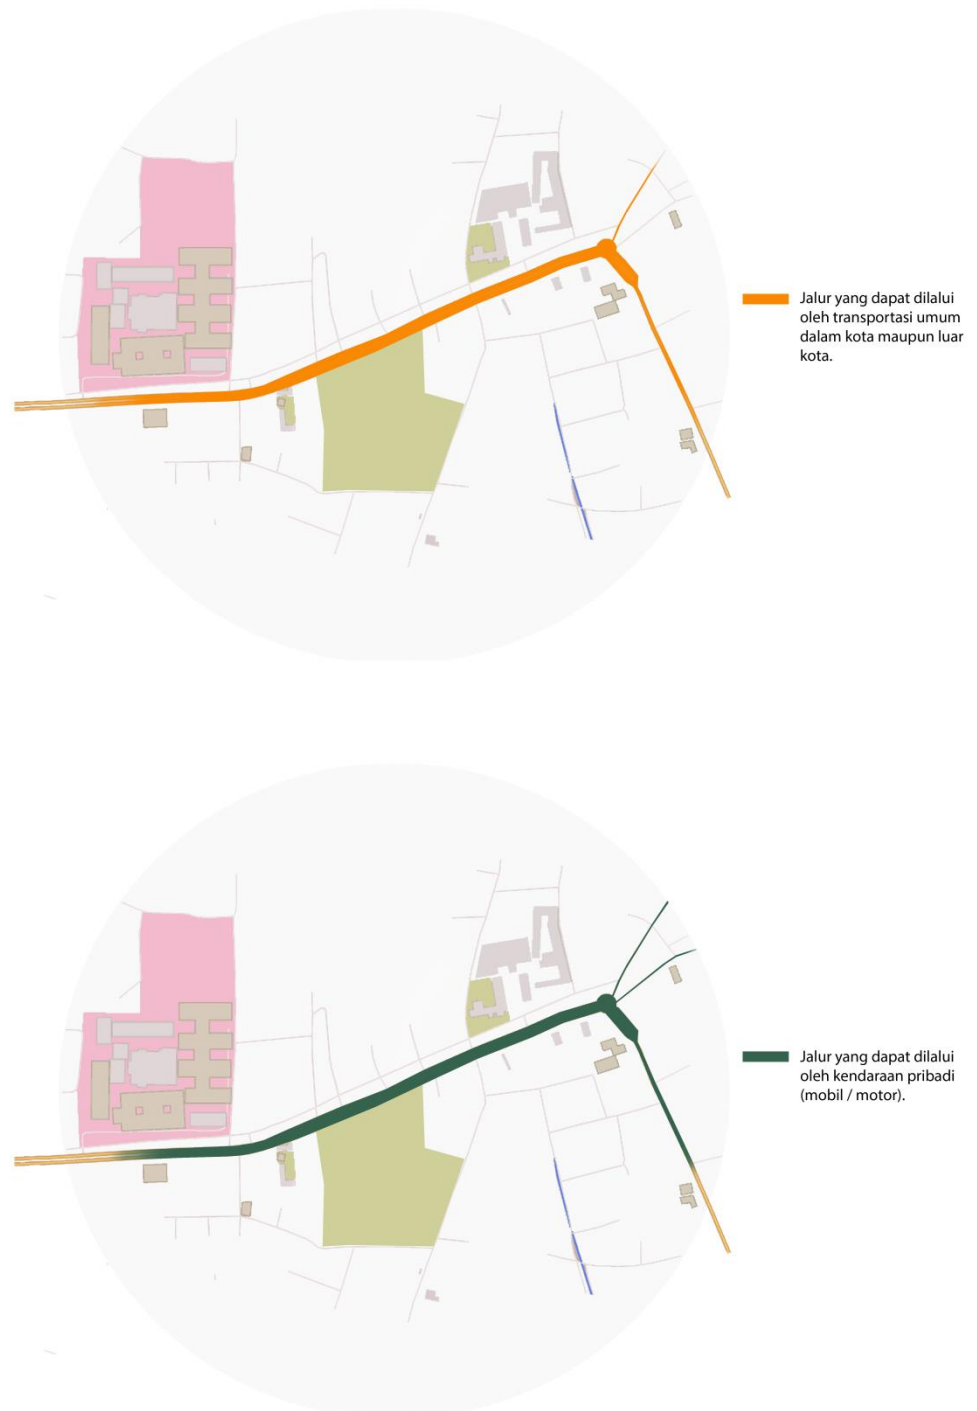 Jalur yang dapat dilalui
oleh transportasi umum
dalam kota maupun luar
kota.
Jalur yang dapat dilalui
oleh kendaraan pribadi
(mobil / motor).